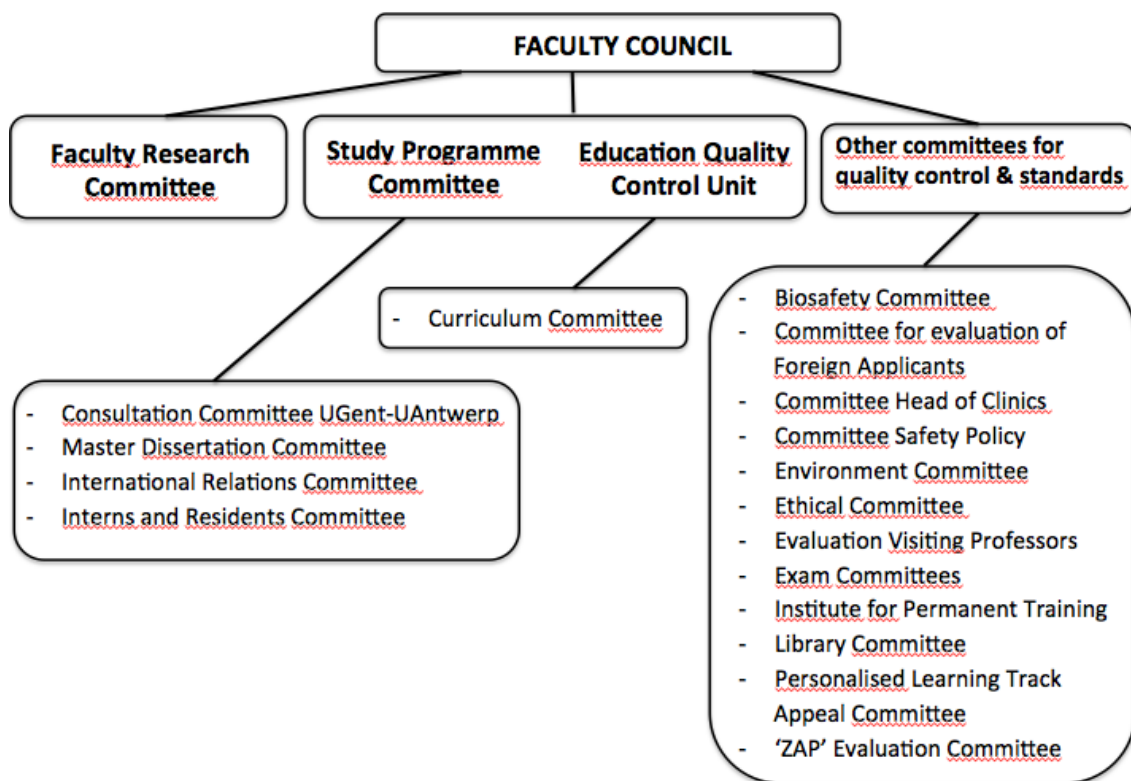 FACULTY COUNCIL
Faculty Research
Committee
Study Programme
Committee
Education Quality
Control Unit
Other committees for
quality control & standards
- Curriculum Committee
- Consultation Committee UGent-UAntwerp
- Master Dissertation Committee
- International Relations Committee
- Interns and Residents Committee
- Biosafety Committee
- Committee for evaluation of
Foreign Applicants
- Committee Head of Clinics
- Committee Safety Policy
- Environment Committee
- Ethical Committee
- Evaluation Visiting Professors
- Exam Committees
- Institute for Permanent Training
- Library Committee
- Personalised Learning Track
Appeal Committee
- ‘ZAP’ Evaluation Committee